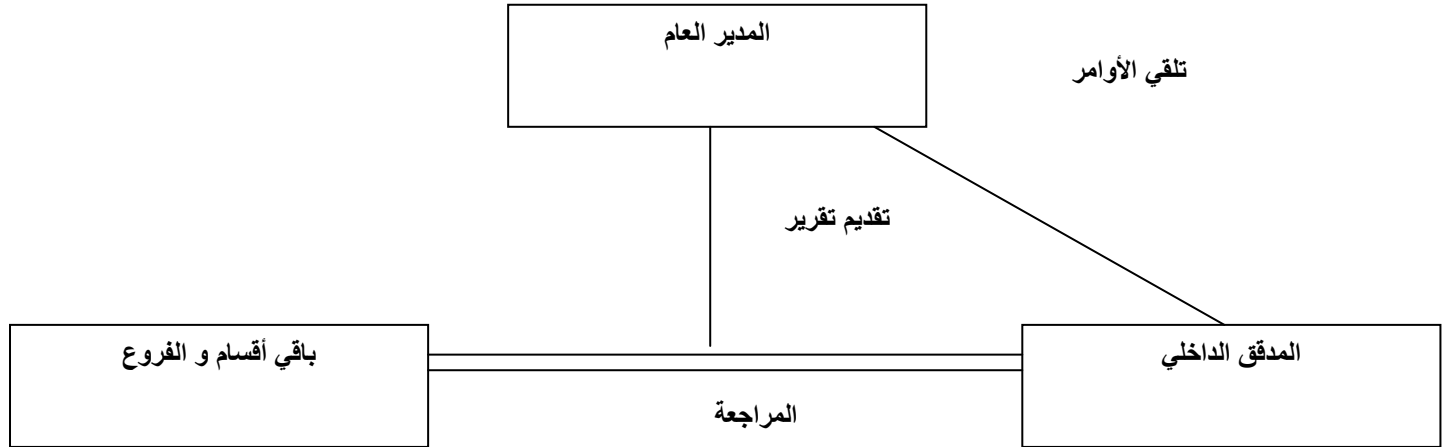 المدير العام
تلقي الأوامر
تقديم تقرير
المدقق الداخلي
باقي أقسام و الفروع
المراجعة